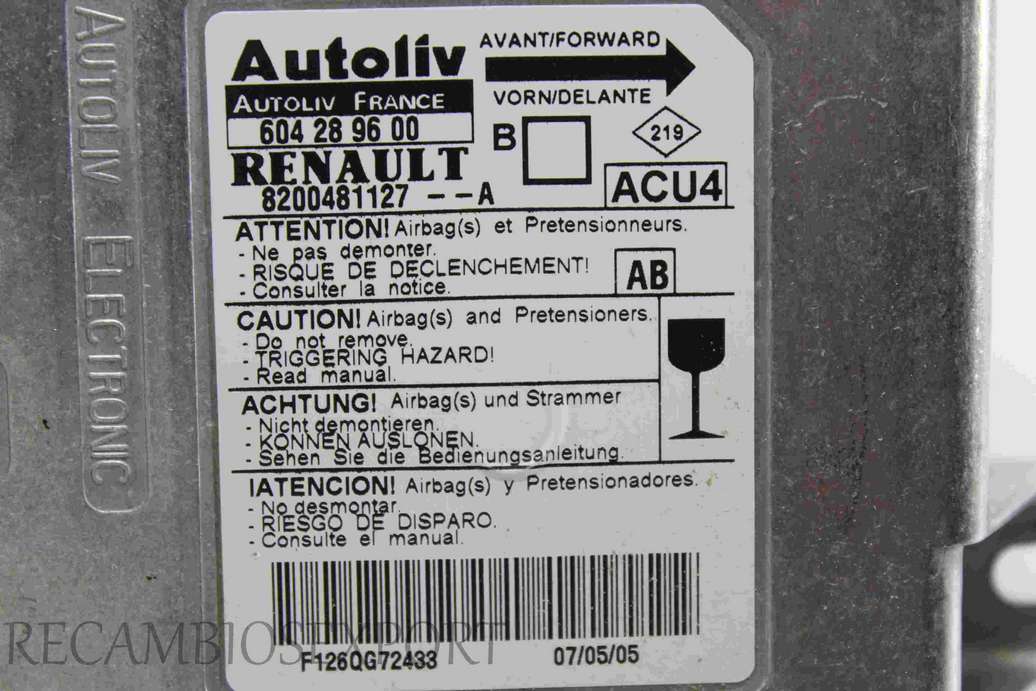 AUTOLIV ELECTRONIC
Autoliv
AVANT/FORWARD
VORN/DELANTE
AUTOLIV FRANCE
604 28 96 00
B
219
RENAULT
8200481127 --A
ACU4
ATTENTION! Airbag(s) et Pretensionneurs.
- Ne pas demonter.
- RISQUE DE DECLENCHEMENT!
- Consulter la notice.
AB
CAUTION! Airbag(s) and Pretensioners.
- Do not remove.
- TRIGGERING HAZARD!
- Read manual.
ACHTUNG! Airbag(s) und Strammer
- Nicht demontieren.
- KONNEN AUSLONEN.
- Sehen Sie die Bedienungsanleitung.
IATENCION! Airbag(s) y Pretensionadores.
- No desmontar.
- RIESGO DE DISPARO.
- Consulte el manual.
F126QG72433 07/05/05
RECAMBIOSEXPORT